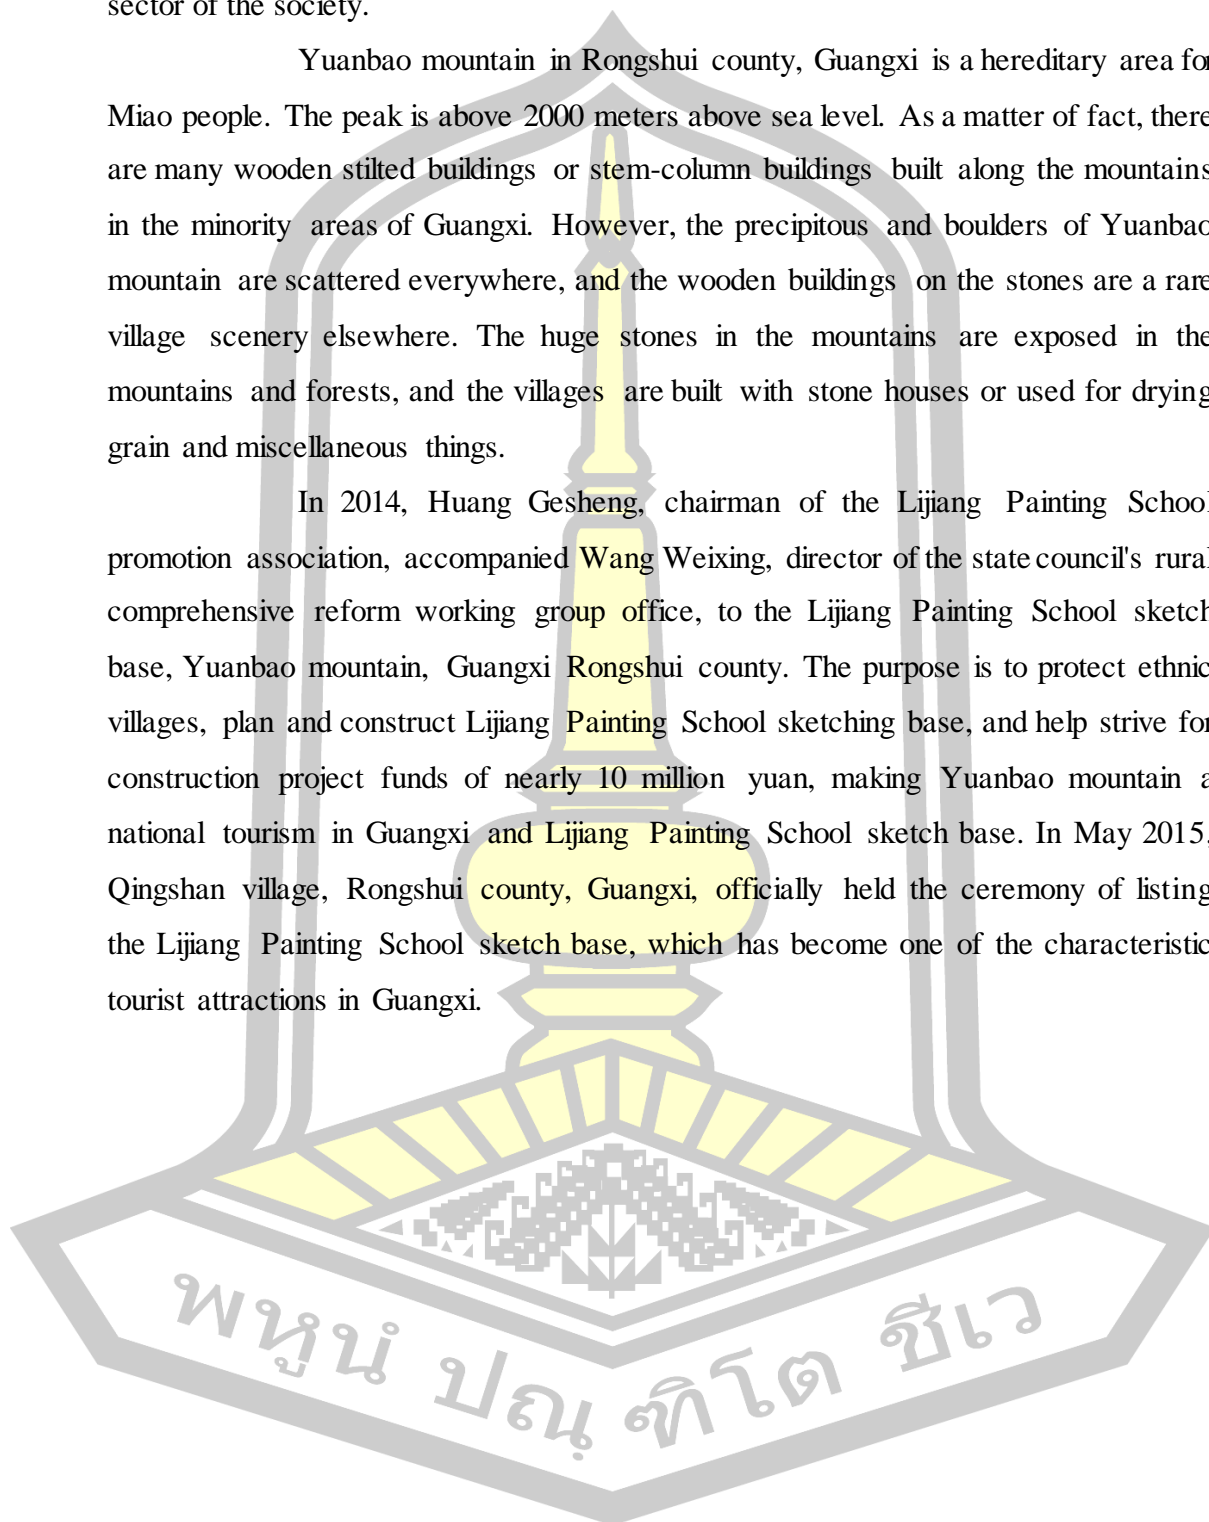 sector of the society.
Yuanbao mountain in Rongshui county, Guangxi is a hereditary area for
Miao people. The peak is above 2000 meters above sea level. As a matter of fact, there
are many wooden stilted buildings or stem-column buildings built along the mountains
in the minority areas of Guangxi. However, the precipitous and boulders of Yuanbao
mountain are scattered everywhere, and the wooden buildings on the stones are a rare
village scenery elsewhere. The huge stones in the mountains are exposed in the
mountains and forests, and the villages are built with stone houses or used for drying
grain and miscellaneous things.
In 2014, Huang Gesheng, chairman of the Lijiang Painting School
promotion association, accompanied Wang Weixing, director of the state council's rural
comprehensive reform working group office, to the Lijiang Painting School sketch
base, Yuanbao mountain, Guangxi Rongshui county. The purpose is to protect ethnic
villages, plan and construct Lijiang Painting School sketching base, and help strive for
construction project funds of nearly 10 million yuan, making Yuanbao mountain a
national tourism in Guangxi and Lijiang Painting School sketch base. In May 2015,
Qingshan village, Rongshui county, Guangxi, officially held the ceremony of listing
the Lijiang Painting School sketch base, which has become one of the characteristic
tourist attractions in Guangxi.
พหูนํ ปณฺฑิโต ชีเว